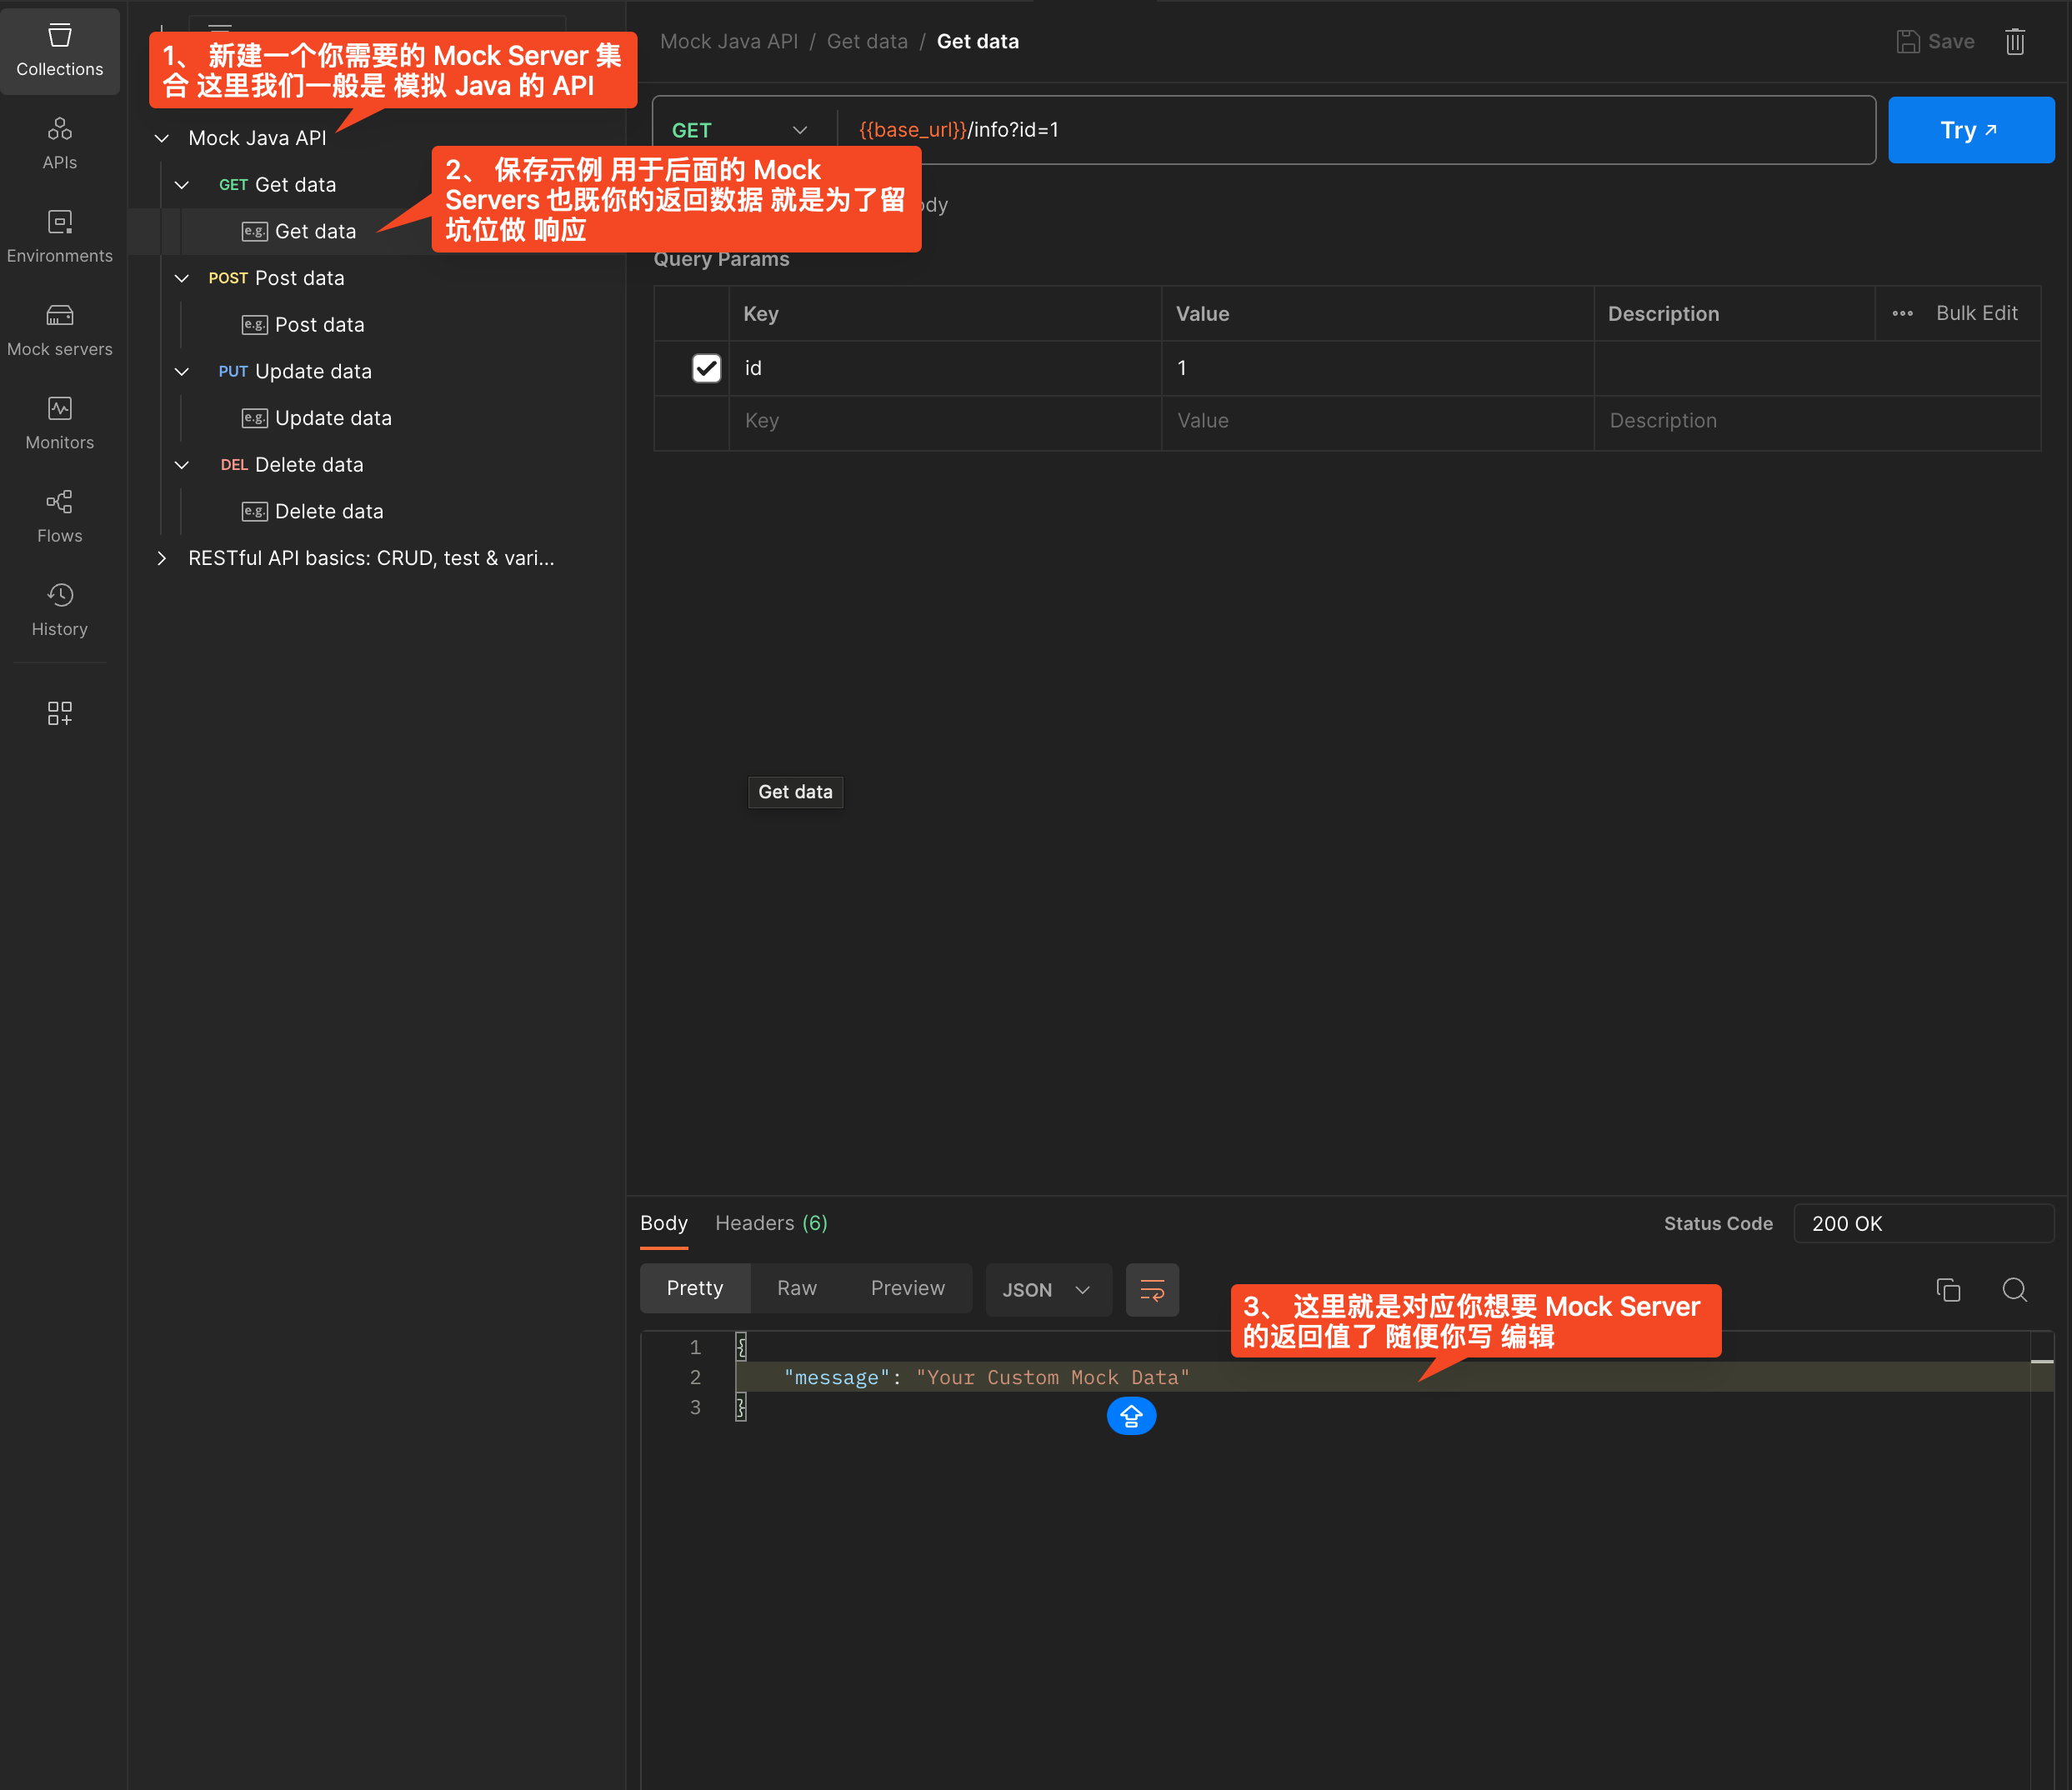 Collections
APIs
Environments
Mock servers
Monitors
Flows
History
1、 新建一个你需要的 Mock Server 集
合 这里我们一般是 模拟 Java 的 API
Mock Java API
GET Get data
e.g. Get data
POST Post data
e.g. Post data
PUT Update data
e.g. Update data
DEL Delete data
e.g. Delete data
RESTful API basics: CRUD, test & vari...
2、 保存示例 用于后面的 Mock
Servers 也既你的返回数据 就是为了留
坑位做 响应
Mock Java API / Get data / Get data
Save
GET
{{base_url}}/info?id=1
Try
Query Params
Key Value Description Bulk Edit
id 1
Key Value Description
Get data
Body Headers (6)
Status Code 200 OK
Pretty Raw Preview JSON
3、 这里就是对应你想要 Mock Server
的返回值了 随便你写 编辑
1 {
2 "message": "Your Custom Mock Data"
3 }